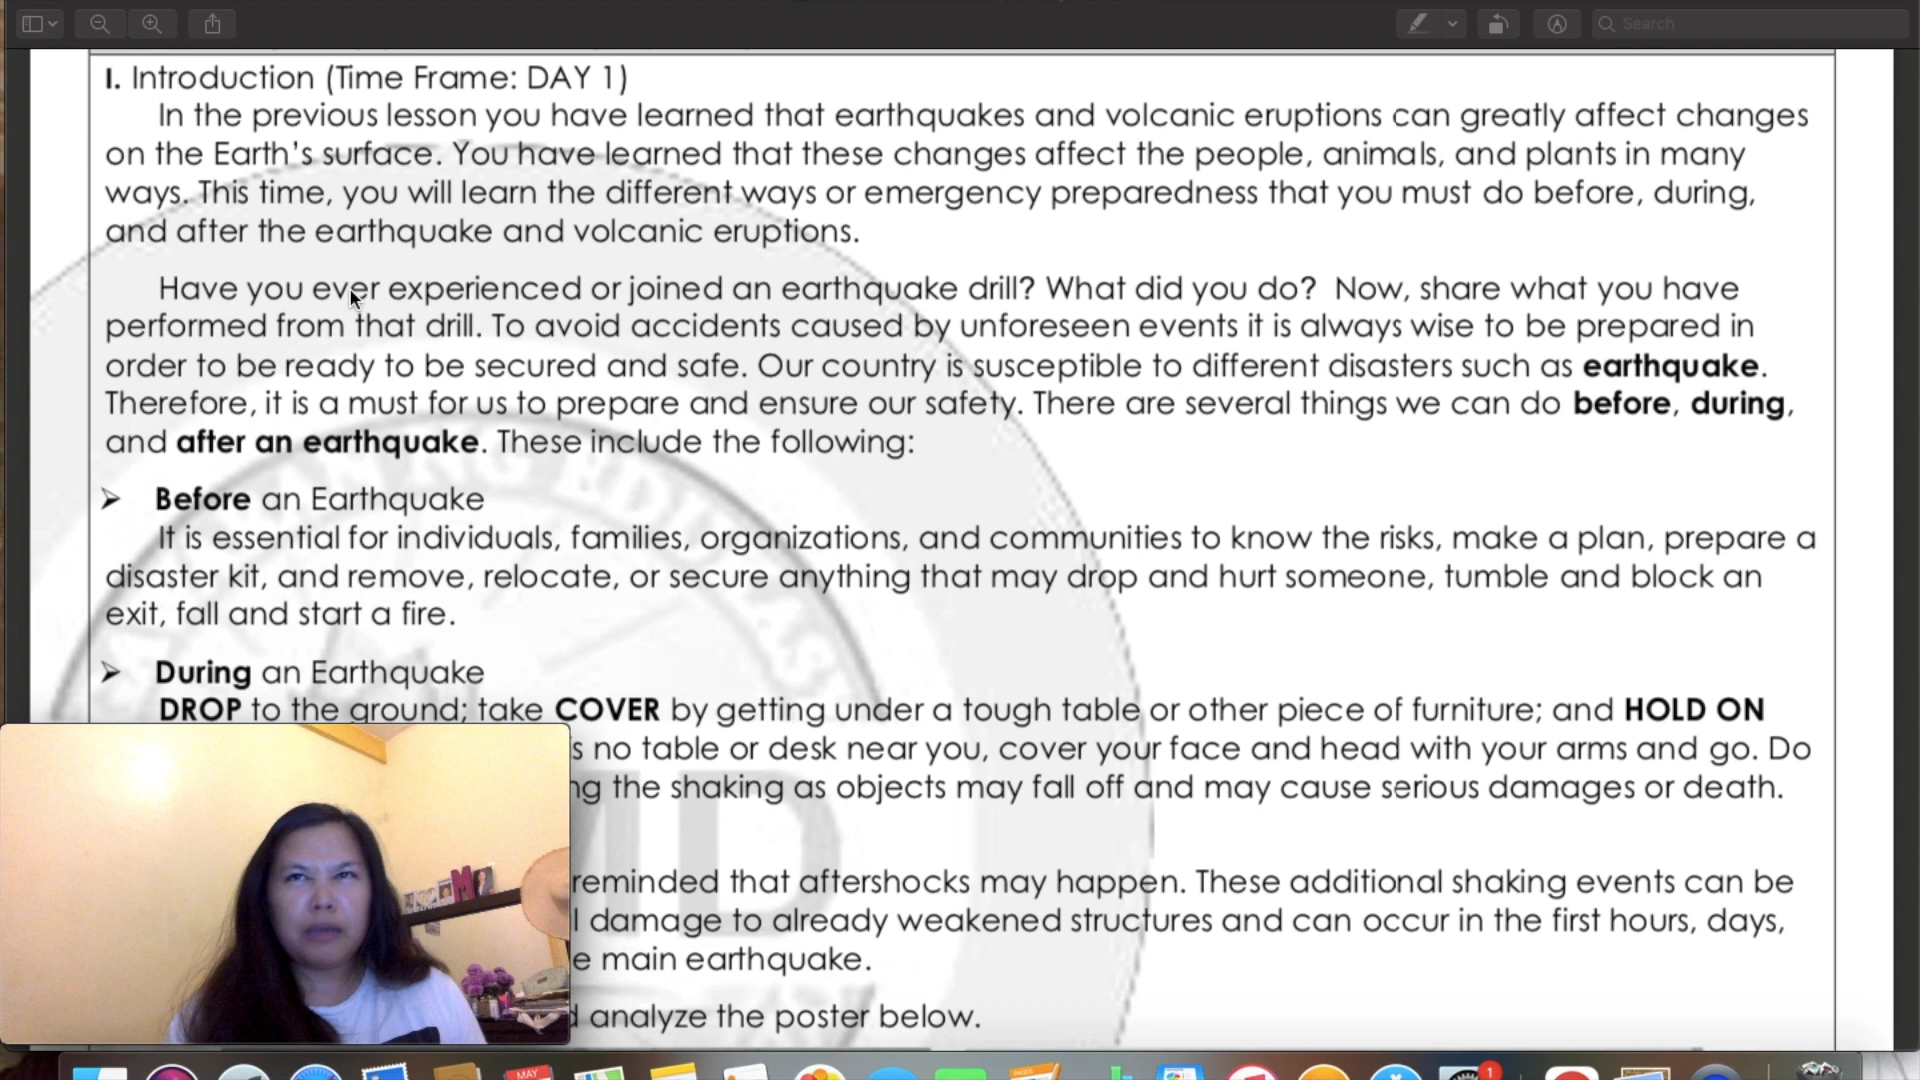 Search
I. Introduction (Time Frame: DAY 1)
In the previous lesson you have learned that earthquakes and volcanic eruptions can greatly affect changes
on the Earth's surface. You have learned that these changes affect the people, animals, and plants in many
ways. This time, you will learn the different ways or emergency preparedness that you must do before, during,
and after the earthquake and volcanic eruptions.
Have you ever experienced or joined an earthquake drill? What did you do? Now, share what you have
performed from that drill. To avoid accidents caused by unforeseen events it is always wise to be prepared in
order to be ready to be secured and safe. Our country is susceptible to different disasters such as earthquake.
Therefore, it is a must for us to prepare and ensure our safety. There are several things we can do before, during,
and after an earthquake. These include the following:
➢ Before an Earthquake
It is essential for individuals, families, organizations, and communities to know the risks, make a plan, prepare a
disaster kit, and remove, relocate, or secure anything that may drop and hurt someone, tumble and block an
exit, fall and start a fire.
➢ During an Earthquake
DROP to the ground; take COVER by getting under a tough table or other piece of furniture; and HOLD ON
s no table or desk near you, cover your face and head with your arms and go. Do
ng the shaking as objects may fall off and may cause serious damages or death.
reminded that aftershocks may happen. These additional shaking events can be
l damage to already weakened structures and can occur in the first hours, days,
e main earthquake.
d analyze the poster below.
M
MAY
PAGES
1